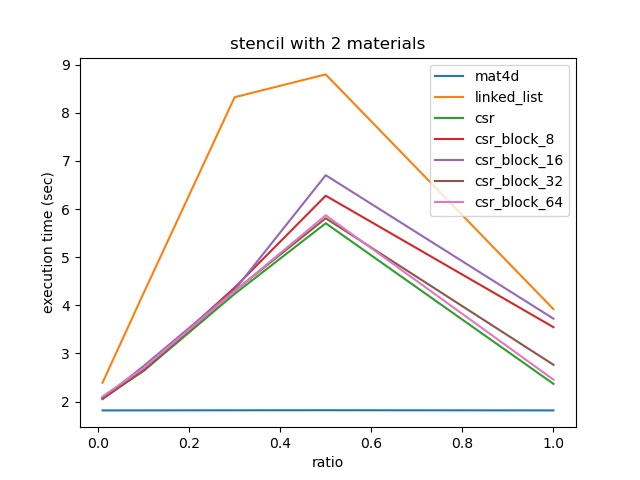 stencil with 2 materials
execution time (sec)
9
8
7
6
5
4
3
2
mat4d
linked_list
csr
csr_block_8
csr_block_16
csr_block_32
csr_block_64
0.0 0.2 0.4 0.6 0.8 1.0
ratio